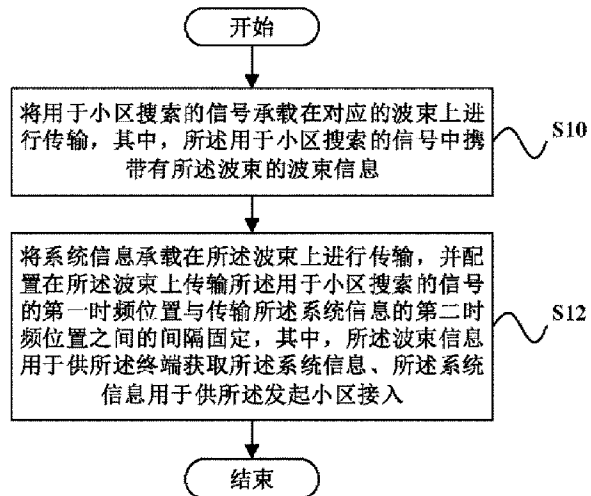 开始
将用于小区搜索的信号承载在对应的波束上进
行传输，其中，所述用于小区搜索的信号中携
带有所述波束的波束信息
S10
将系统信息承载在所述波束上进行传输，并配
置在所述波束上传输所述用于小区搜索的信号
的第一时频位置与传输所述系统信息的第二时
频位置之间的间隔固定，其中，所述波束信息
用于供所述终端获取所述系统信息、所述系统
信息用于供所述发起小区接入
S12
结束